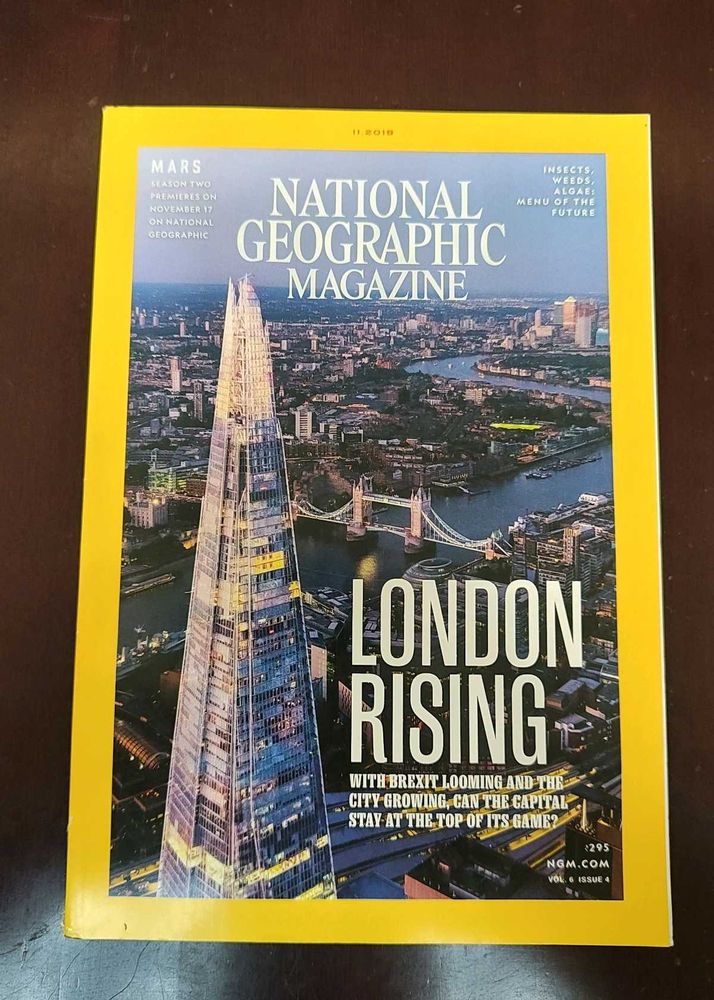 11.2018
MARS
SEASON TWO
PREMIERES ON
NOVEMBER 17
ON NATIONAL
GEOGRAPHIC
INSECTS,
WEEDS,
ALGAE:
MENU OF THE
FUTURE
NATIONAL
GEOGRAPHIC
MAGAZINE
LONDON
RISING
WITH BREXIT LOOMING AND THE
CITY GROWING, CAN THE CAPITAL
STAY AT THE TOP OF ITS GAME?
295
NGM.COM
VOL. 6 ISSUE 4